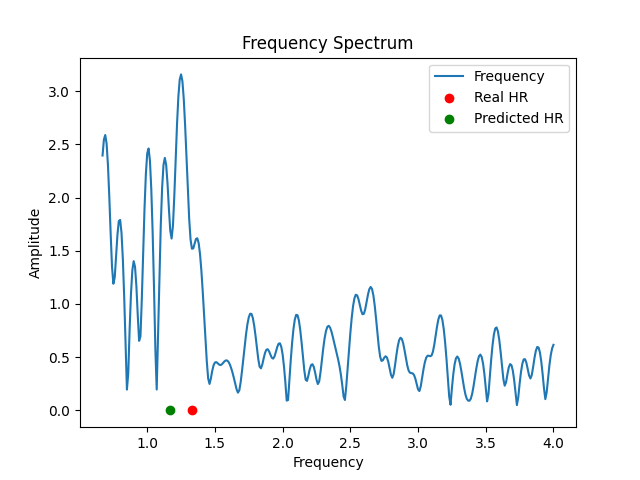 Frequency Spectrum
Frequency
Real HR
Predicted HR
Amplitude
3.0
2.5
2.0
1.5
1.0
0.5
0.0
1.0 1.5 2.0 2.5 3.0 3.5 4.0
Frequency